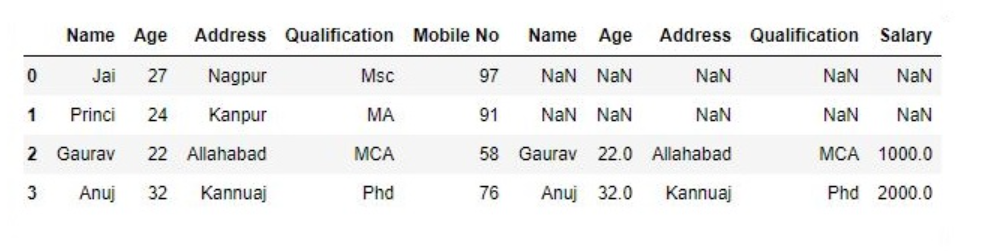 Name Age Address Qualification Mobile No Name Age Address Qualification Salary
0 Jai 27 Nagpur Msc 97 NaN NaN NaN NaN NaN
1 Princi 24 Kanpur MA 91 NaN NaN NaN NaN NaN
2 Gaurav 22 Allahabad MCA 58 Gaurav 22.0 Allahabad MCA 1000.0
3 Anuj 32 Kannuaj Phd 76 Anuj 32.0 Kannuaj Phd 2000.0